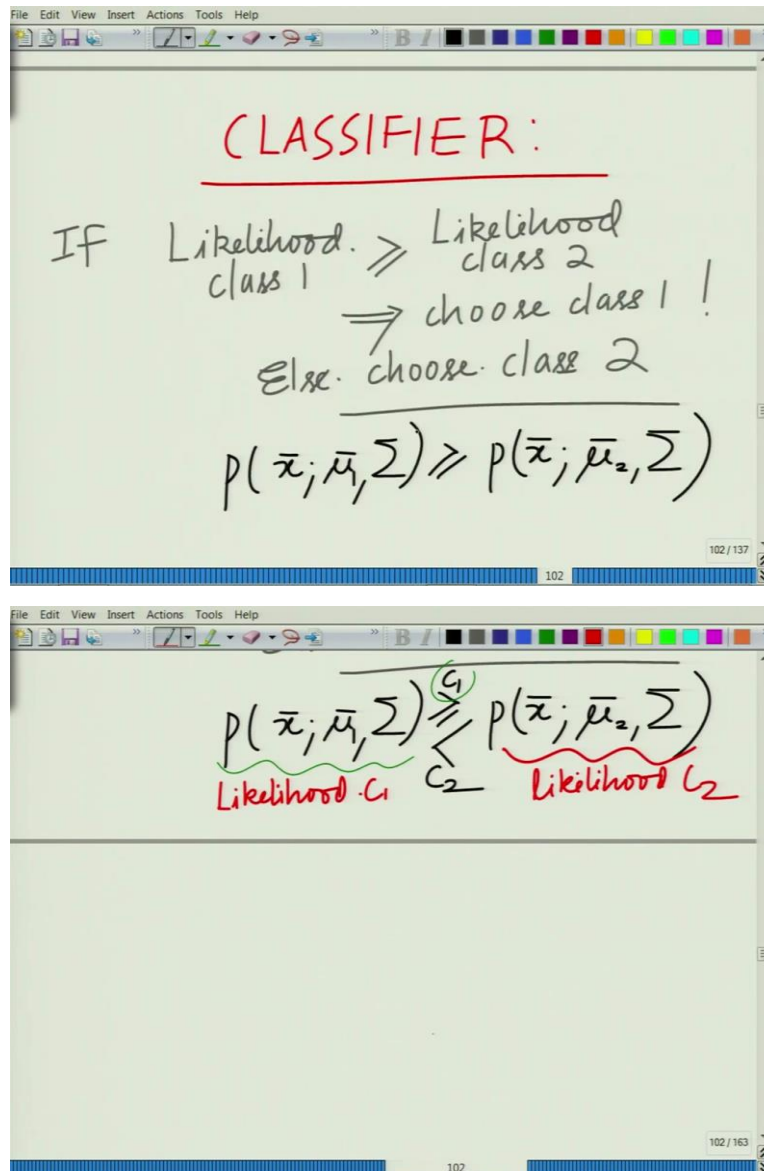 File Edit View Insert Actions Tools Help
B I
CLASSIFIER:
If Likelihood. class 1 ⩾ Likelihood class 2
⇒ choose class 1 !
Else. choose. class 2
p(x̄; μ̄₁, Σ) ⩾ p(x̄; μ̄₂, Σ)
102 / 137
102
File Edit View Insert Actions Tools Help
B I
C₁
p(x̄; μ̄₁, Σ) ⩾ p(x̄; μ̄₂, Σ)
<
C₂
Likelihood. C₁ Likelihood C₂
102 / 163
102